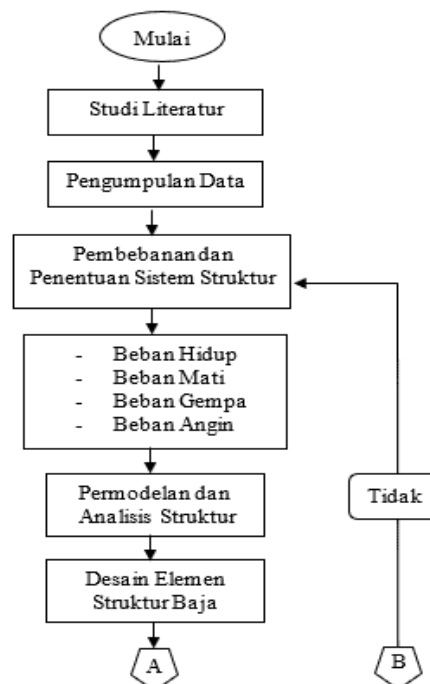 Mulai
Studi Literatur
Pengumpulan Data
Pembebanan dan
Penentuan Sistem Struktur
- Beban Hidup
- Beban Mati
- Beban Gempa
- Beban Angin
Permodelan dan
Analisis Struktur
Tidak
Desain Elemen
Struktur Baja
A
B